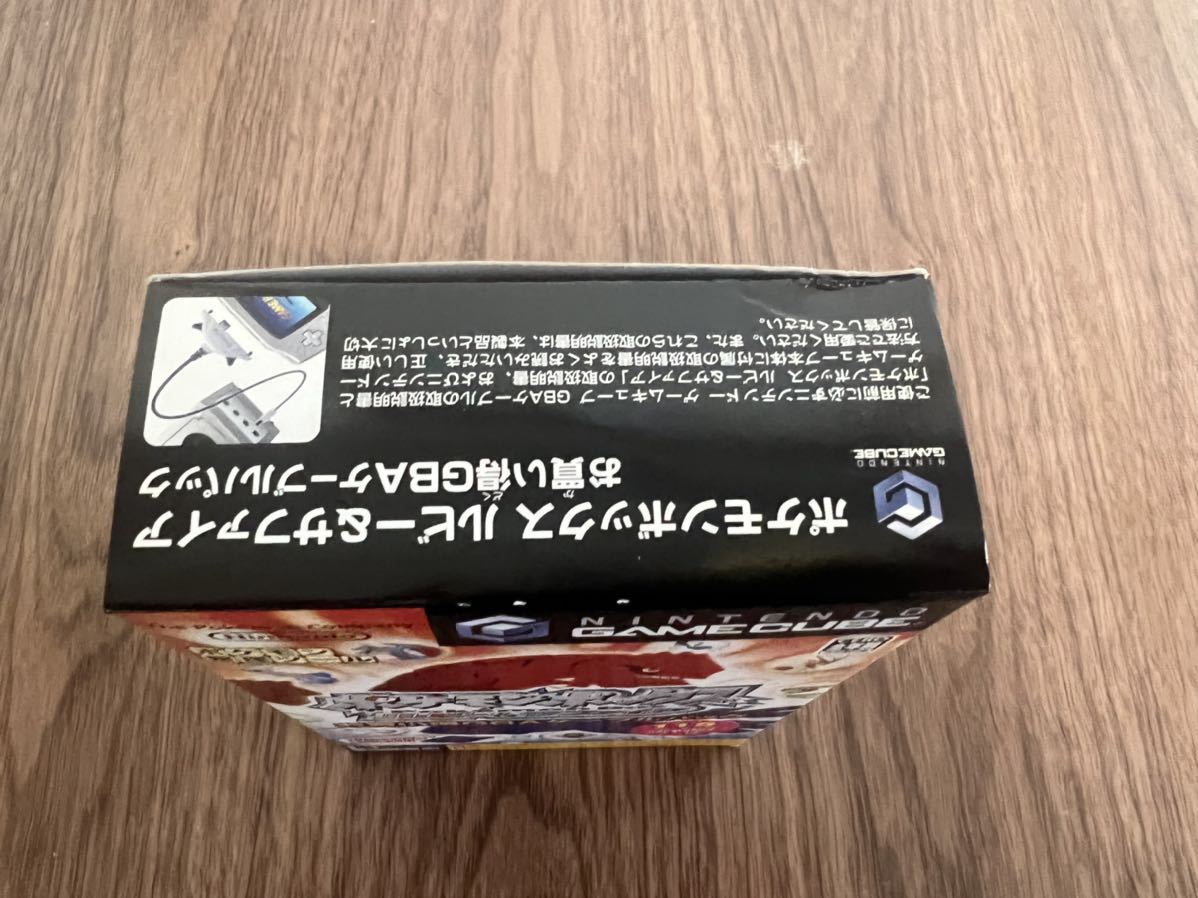 NINTENDO
GAMECUBE
ポケモンボックス ルビー&サファイア
お買い得GBAケーブルパック
か
どく
ご使用前に必ずニンテンドー ゲームキューブ GBAケーブルの取扱説明書と
「ポケモンボックス ルビー&サファイア」の取扱説明書、およびニンテンドー
ゲームキューブ本体に付属の取扱説明書をよくお読みいただき、正しい使用
方法でご愛用ください。また、これらの取扱説明書は、本製品といっしょに大切
に保管してください。
NINTENDO
GAMECUBE